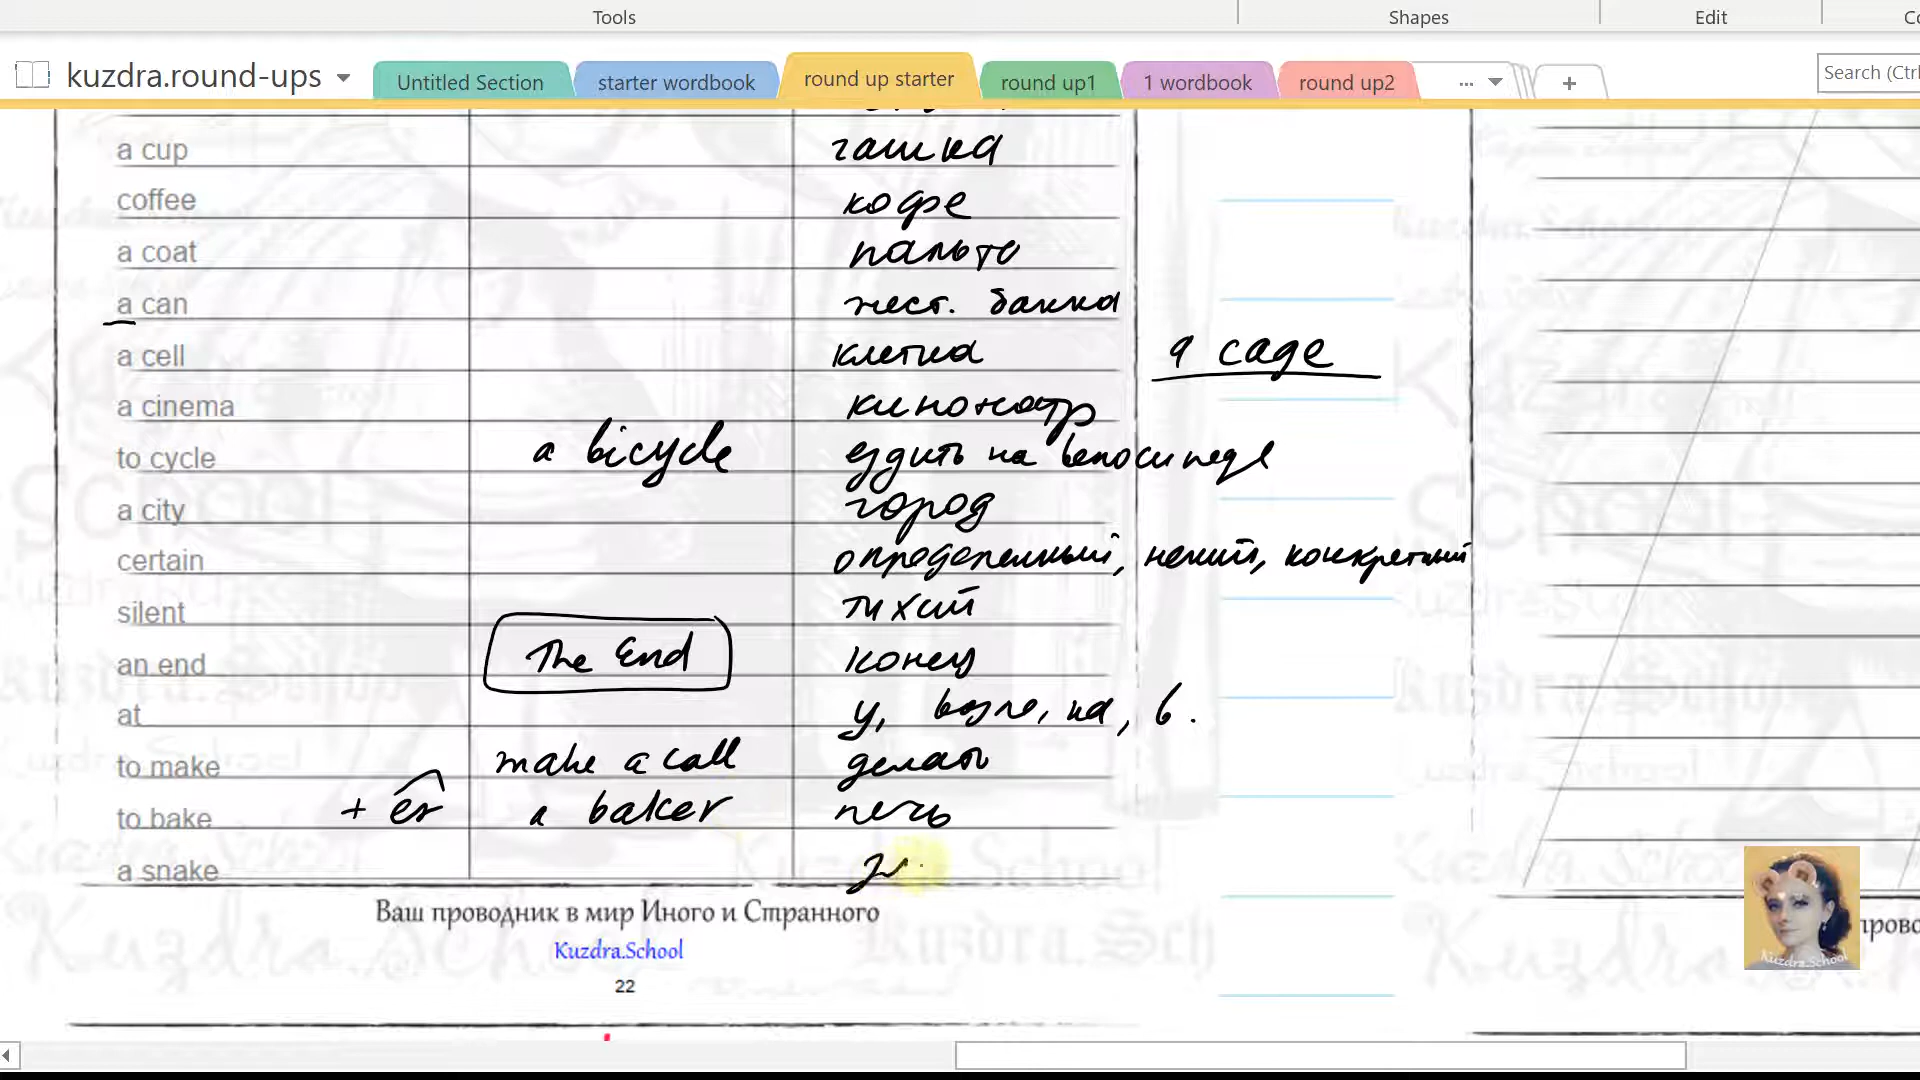 Tools Shapes Edit
kuzdra.round-ups Untitled Section starter wordbook round up starter round up1 1 wordbook round up2 ... + Search (Ctrl
a cup чашка
coffee кофе
a coat пальто
a can жест. банка
a cell клетка a cage
a cinema кинотеатр
to cycle a bicycle ездить на велосипеде
a city город
certain определенный, некий, конкретный
silent тихий
an end The End конец
at у, возле, на, в.
to make make a call делать
to bake + er a baker печь
a snake
Ваш проводник в мир Иного и Странного
Kuzdra.School
22
Kuzdra.School